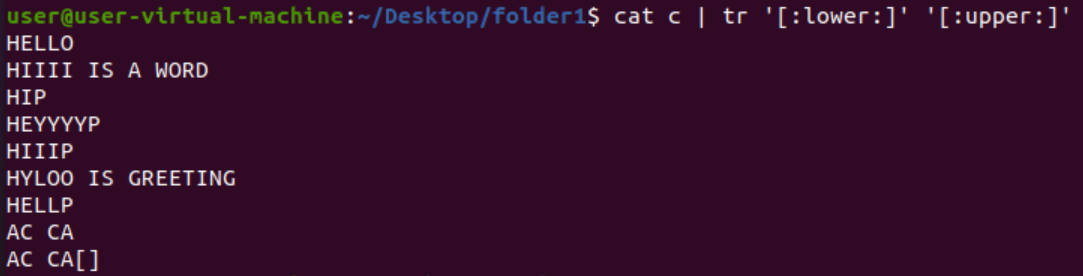 user@user-virtual-machine:~/Desktop/folder1$ cat c | tr '[:lower:]' '[:upper:]'
HELLO
HIIII IS A WORD
HIP
HEYYYYP
HIIIP
HYLOO IS GREETING
HELLP
AC CA
AC CA[]